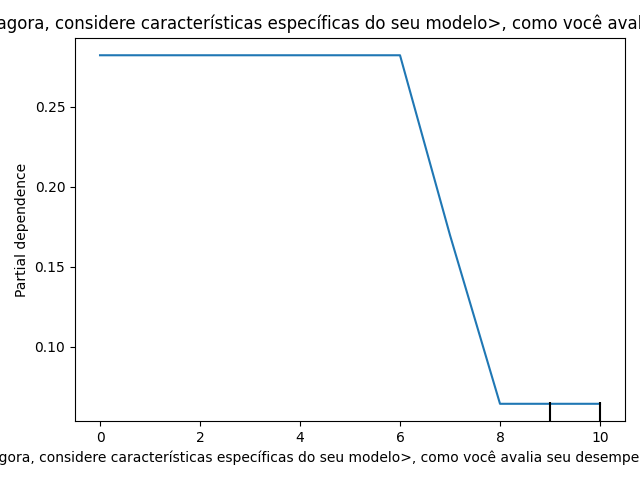 agora, considere características específicas do seu modelo>, como você aval
Partial dependence
0.25
0.20
0.15
0.10
0 2 4 6 8 10
gora, considere características específicas do seu modelo>, como você avalia seu desempe